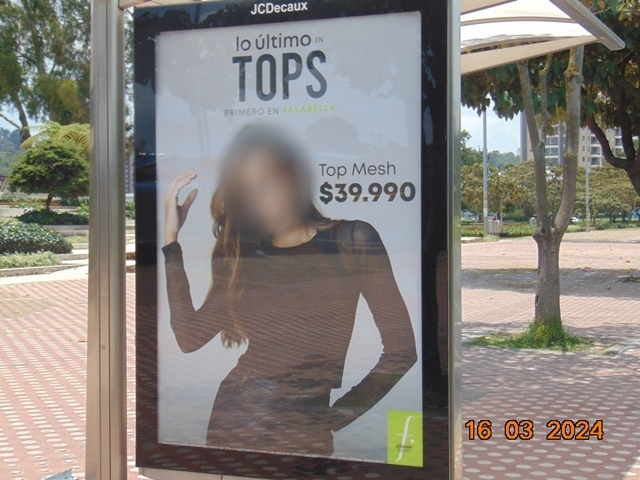 JCDecaux
lo último EN
TOPS
PRIMERO EN FALABELLA
Top Mesh
$39.990
f.
16 03 2024